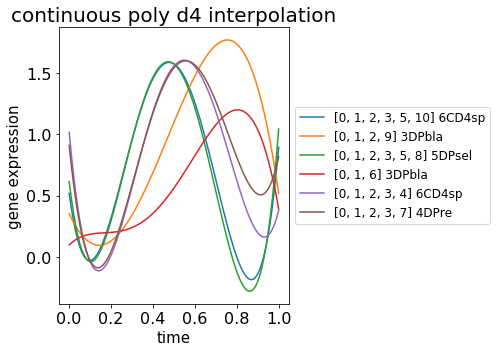 continuous poly d4 interpolation
gene expression
1.5
1.0
0.5
0.0
0.0 0.2 0.4 0.6 0.8 1.0
time
[0, 1, 2, 3, 5, 10] 6CD4sp
[0, 1, 2, 9] 3DPbla
[0, 1, 2, 3, 5, 8] 5DPsel
[0, 1, 6] 3DPbla
[0, 1, 2, 3, 4] 6CD4sp
[0, 1, 2, 3, 7] 4DPre